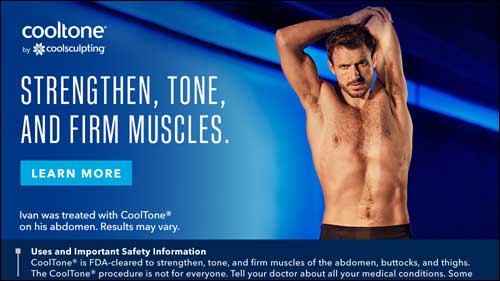 cooltone®
by coolsculpting®
STRENGTHEN, TONE,
AND FIRM MUSCLES.
LEARN MORE
Ivan was treated with CoolTone®
on his abdomen. Results may vary.
Uses and Important Safety Information
CoolTone® is FDA-cleared to strengthen, tone, and firm muscles of the abdomen, buttocks, and thighs.
The CoolTone® procedure is not for everyone. Tell your doctor about all your medical conditions. Some